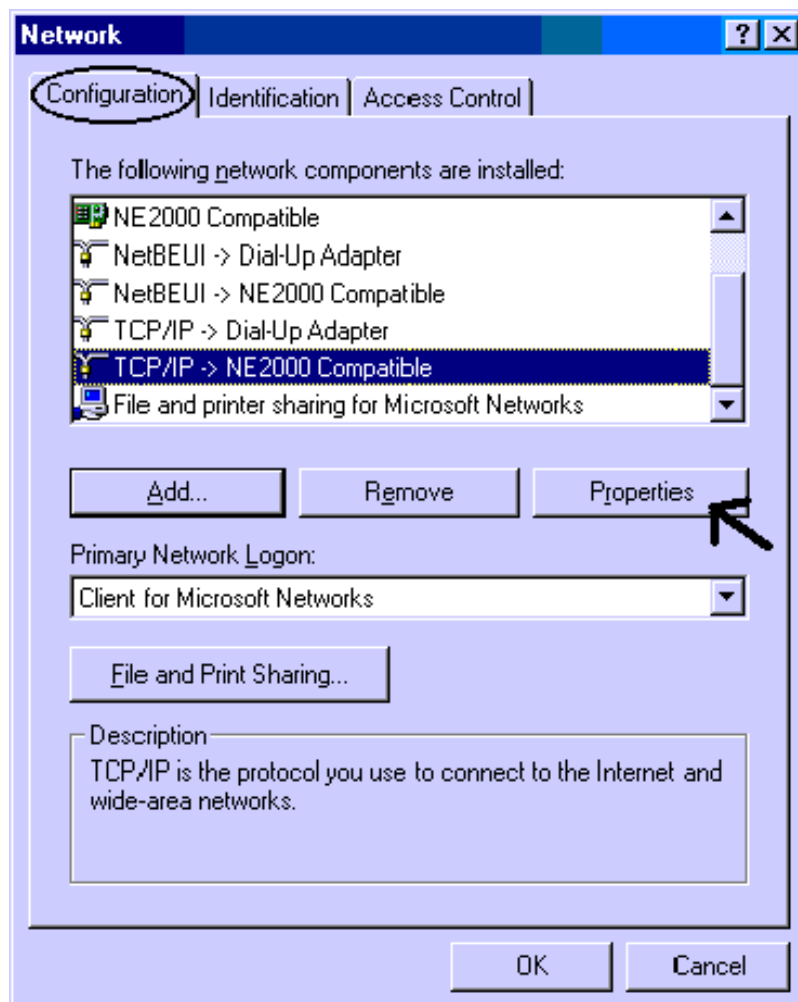 Network
Configuration Identification Access Control
The following network components are installed:
NE2000 Compatible
NetBEUI -> Dial-Up Adapter
NetBEUI -> NE2000 Compatible
TCP/IP -> Dial-Up Adapter
TCP/IP -> NE2000 Compatible
File and printer sharing for Microsoft Networks
Add... Remove Properties
Primary Network Logon:
Client for Microsoft Networks
File and Print Sharing...
Description
TCP/IP is the protocol you use to connect to the Internet and
wide-area networks.
OK Cancel